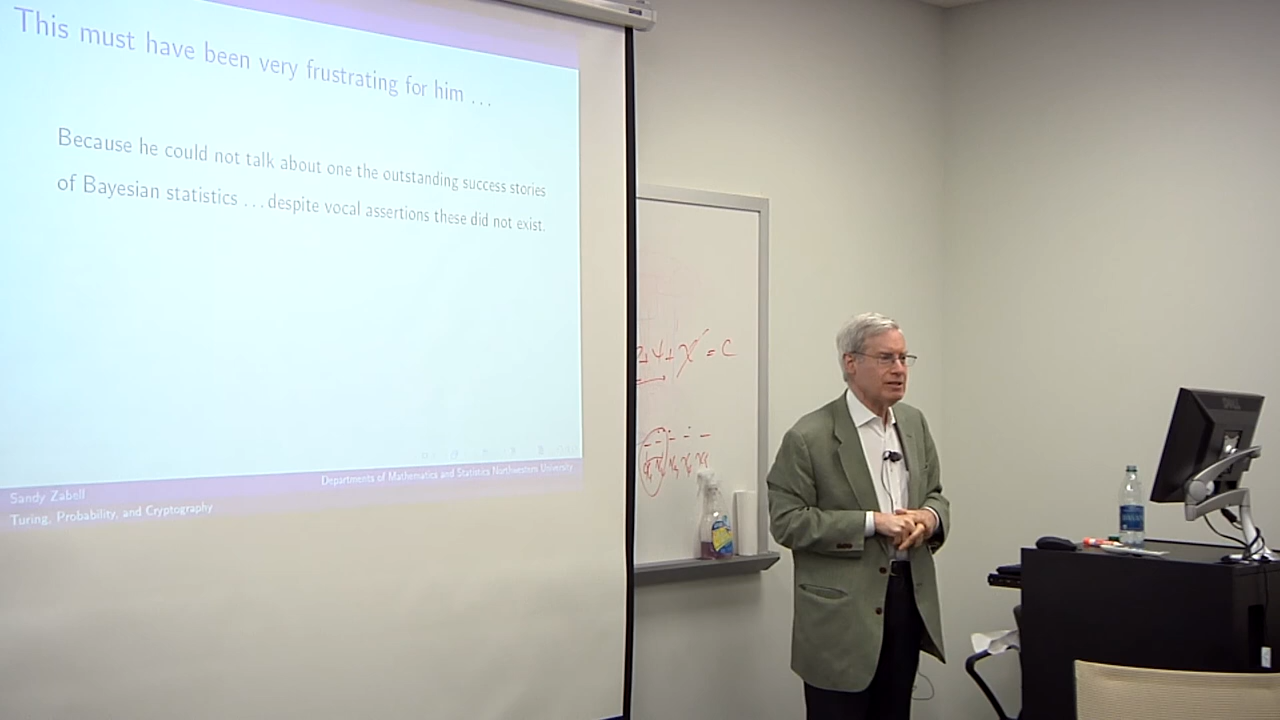 This must have been very frustrating for him ...
Because he could not talk about one the outstanding success stories
of Bayesian statistics ... despite vocal assertions these did not exist.
Sandy Zabell
Departments of Mathematics and Statistics Northwestern University
Turing, Probability, and Cryptography
= C
DELL